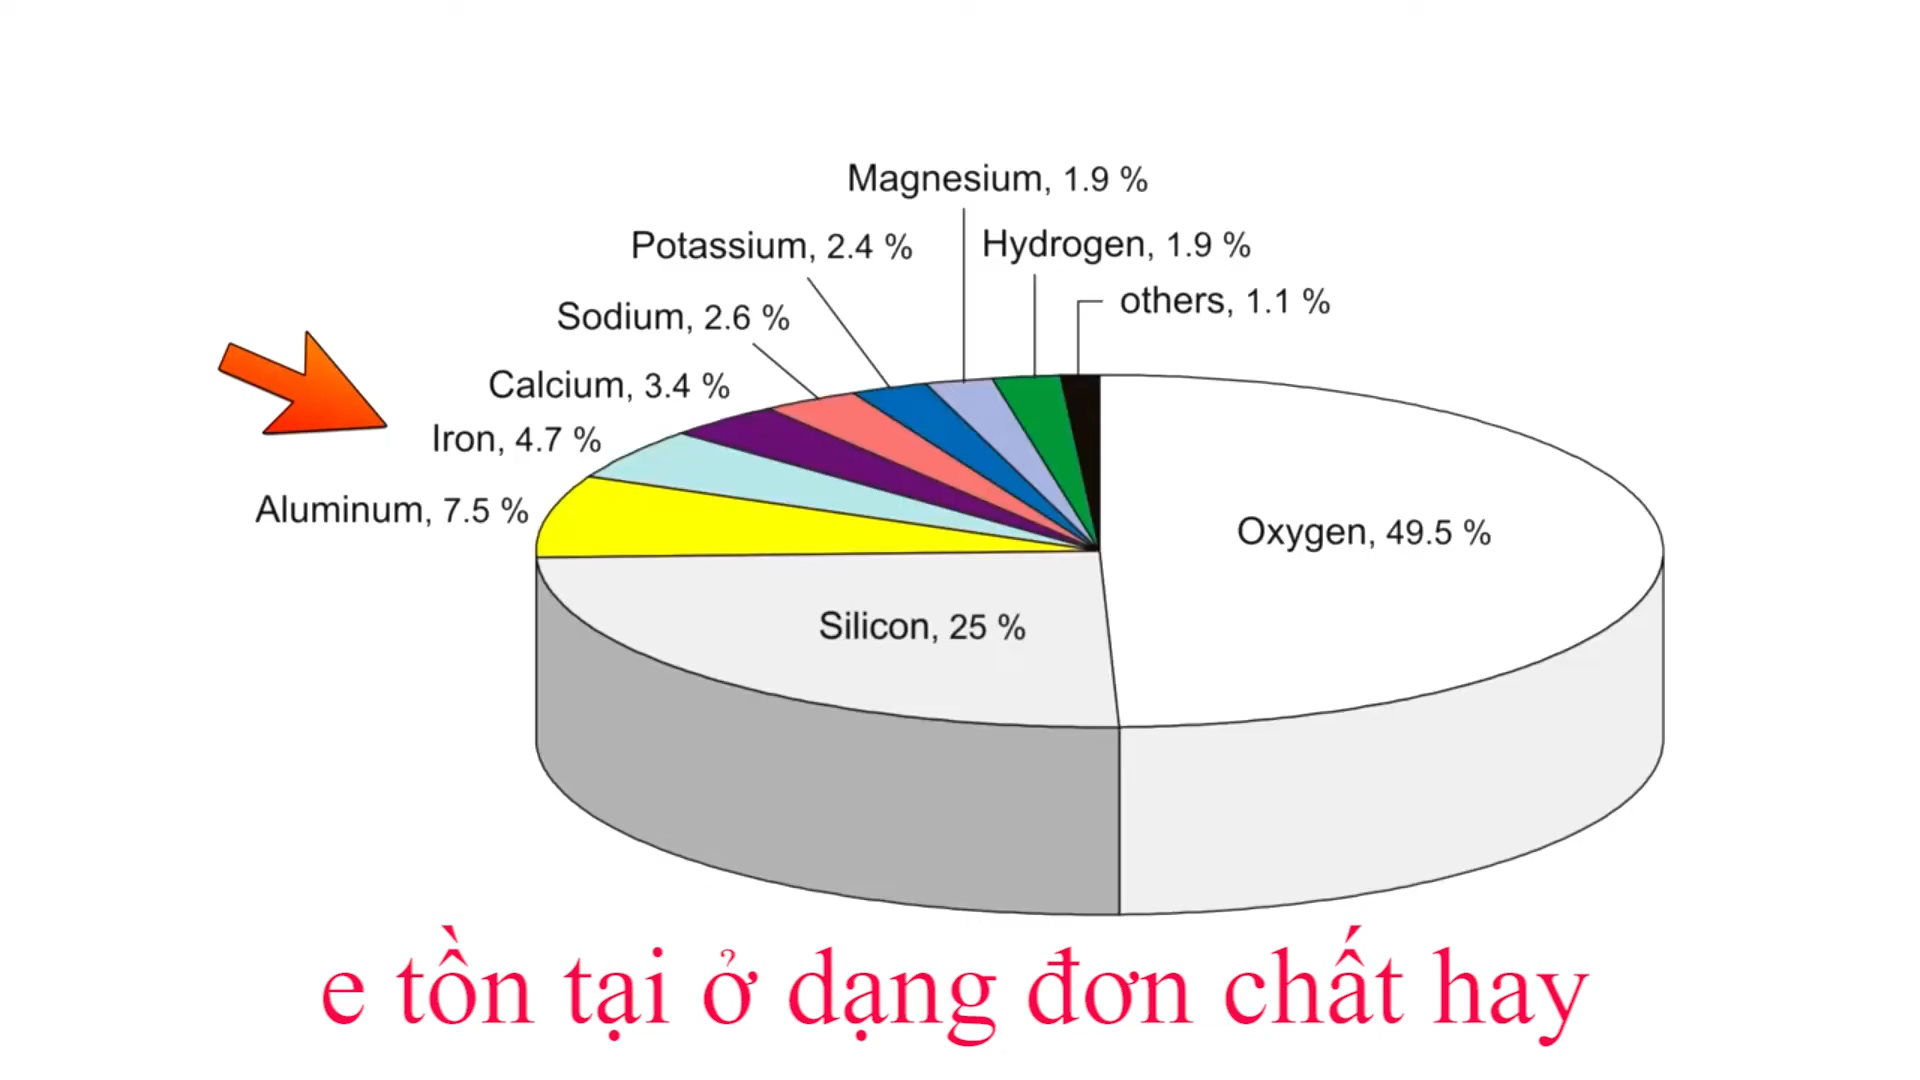 Magnesium, 1.9 %
Potassium, 2.4 %
Hydrogen, 1.9 %
others, 1.1 %
Sodium, 2.6 %
Calcium, 3.4 %
Iron, 4.7 %
Aluminum, 7.5 %
Oxygen, 49.5 %
Silicon, 25 %
e tồn tại ở dạng đơn chất hay